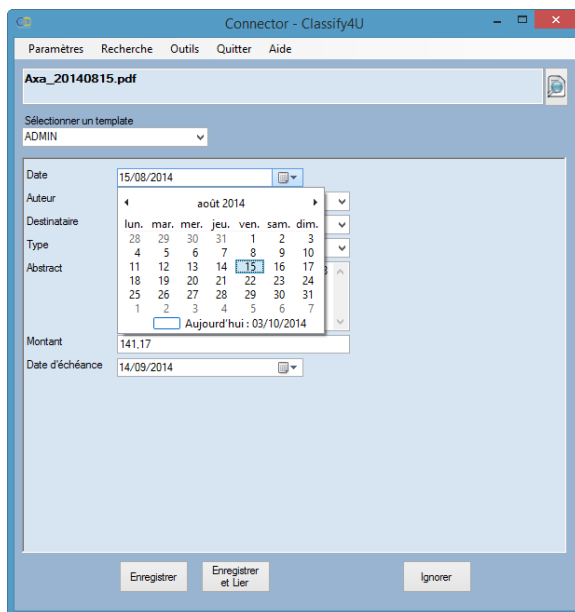 Connector - Classify4U
Paramètres Recherche Outils Quitter Aide
Axa_20140815.pdf
Sélectionner un template
ADMIN
Date 15/08/2014
Auteur
août 2014
Destinataire
lun. mar. mer. jeu. ven. sam. dim.
28 29 30 31 1 2 3
Type
4 5 6 7 8 9 10
Abstract
11 12 13 14 15 16 17
18 19 20 21 22 23 24
25 26 27 28 29 30 31
1 2 3 4 5 6 7
Aujourd'hui : 03/10/2014
Montant 141,17
Date d'échéance 14/09/2014
Enregistrer
Enregistrer
et Lier
Ignorer